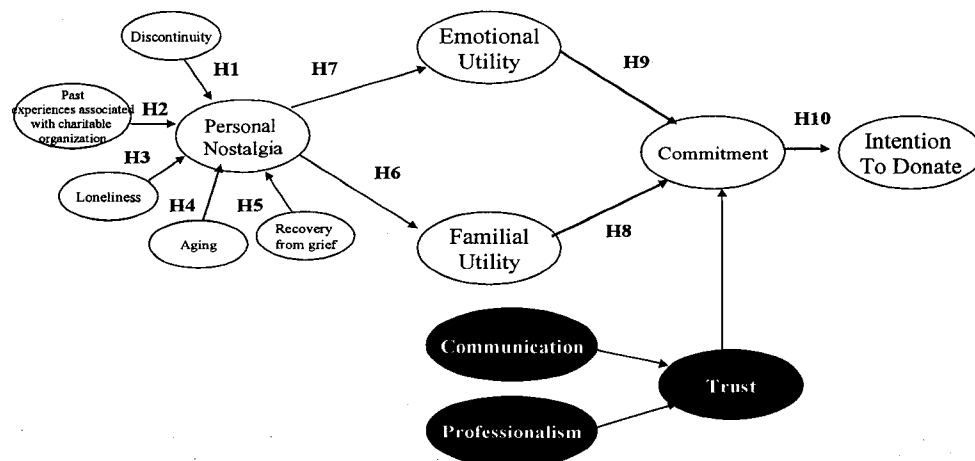 Discontinuity
H1
Past
experiences associated
with charitable
organization
H2
H3
Loneliness
H4
Aging
H5
Recovery
from grief
Personal
Nostalgia
H7
H6
Emotional
Utility
Familial
Utility
H9
H8
Commitment
H10
Intention
To Donate
Communication
Professionalism
Trust